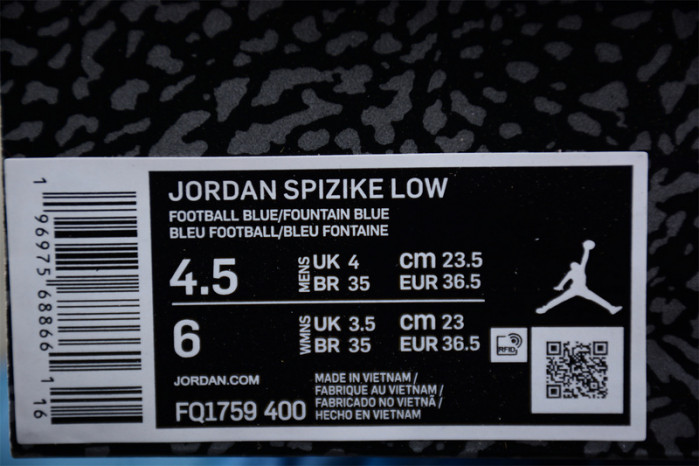 JORDAN SPIZIKE LOW
FOOTBALL BLUE/FOUNTAIN BLUE
BLEU FOOTBALL/BLEU FONTAINE
4.5 MENS UK 4 cm 23.5
BR 35 EUR 36.5
6 WMNS UK 3.5 cm 23
BR 35 EUR 36.5
RFID
JORDAN.COM
FQ1759 400
MADE IN VIETNAM /
FABRIQUE AU VIETNAM /
FABRICADO NO VIETNÃ /
HECHO EN VIETNAM
1 96975 68866 1 16